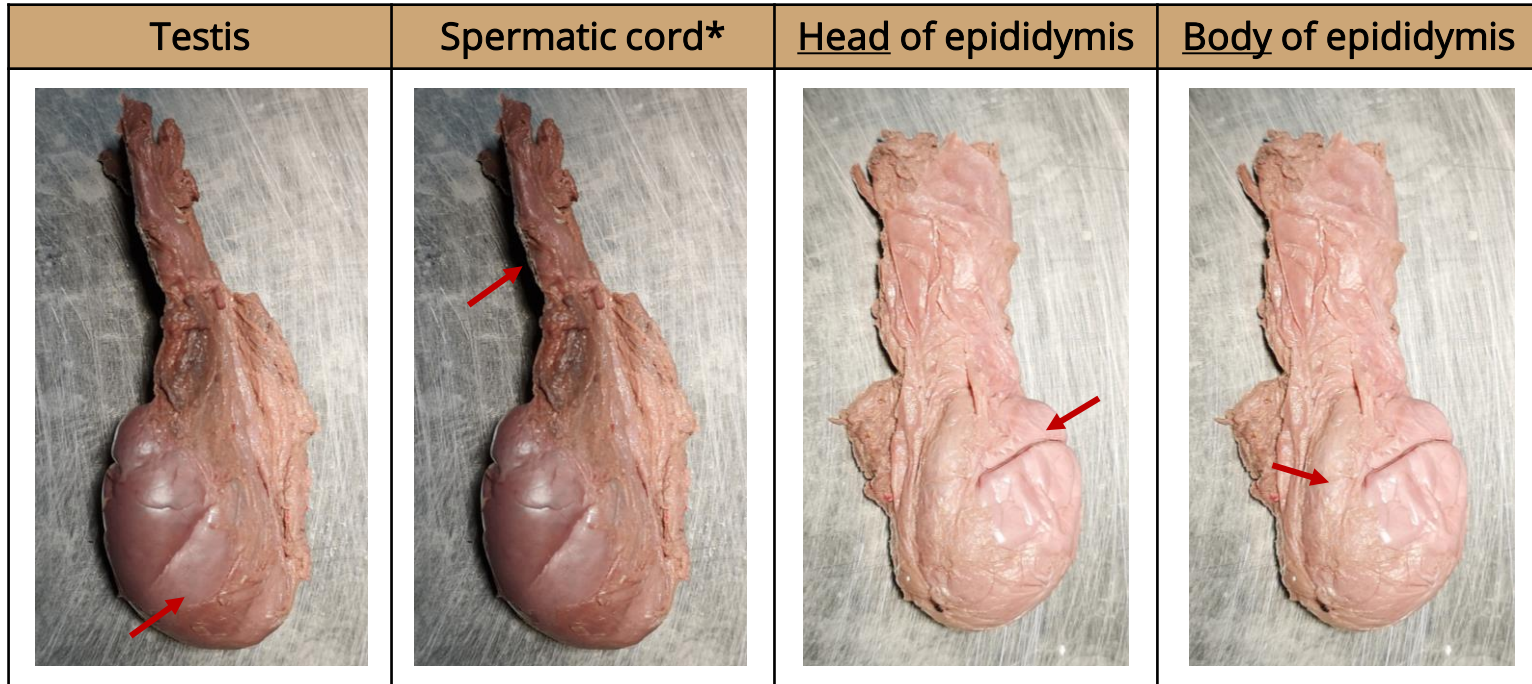 Testis
Spermatic cord*
Head of epididymis
Body of epididymis